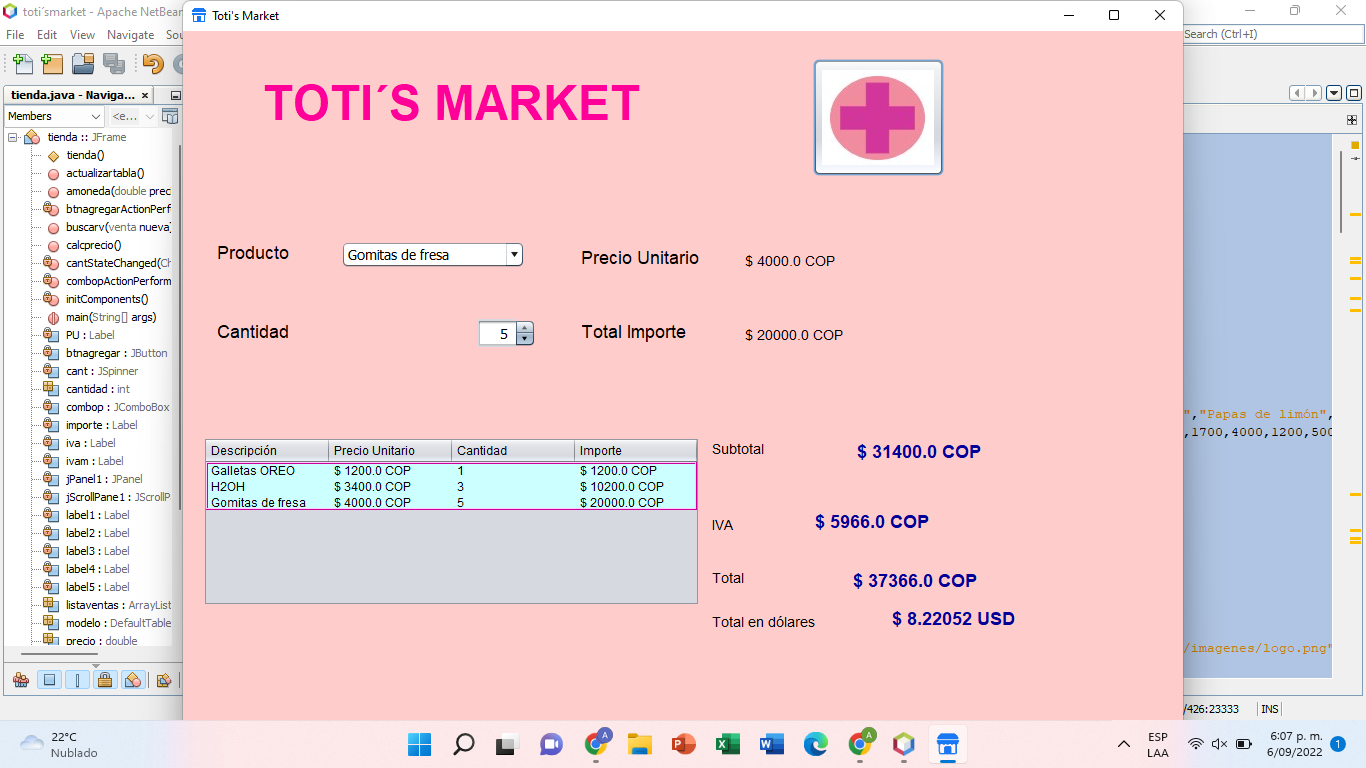 toti´smarket - Apache NetBea
Toti's Market
File Edit View Navigate Sou
Search (Ctrl+I)
tienda.java - Naviga...
Members
<e...
tienda :: JFrame
tienda()
actualizartabla()
amoneda(double prec
btnagregarActionPerf
buscarv(venta nueva)
calcprecio()
cantStateChanged(Ch
combopActionPerform
initComponents()
main(String[] args)
PU : Label
btnagregar : JButton
cant : JSpinner
cantidad : int
combop : JComboBox
importe : Label
iva : Label
ivam : Label
jPanel1 : JPanel
jScrollPane1 : JScrollP
label1 : Label
label2 : Label
label3 : Label
label4 : Label
label5 : Label
listaventas : ArrayList
modelo : DefaultTable
precio : double
TOTI´S MARKET
Producto
Gomitas de fresa
Precio Unitario
$ 4000.0 COP
Cantidad
5
Total Importe
$ 20000.0 COP
Descripción Precio Unitario Cantidad Importe
Galletas OREO $ 1200.0 COP 1 $ 1200.0 COP
H2OH $ 3400.0 COP 3 $ 10200.0 COP
Gomitas de fresa $ 4000.0 COP 5 $ 20000.0 COP
Subtotal $ 31400.0 COP
IVA $ 5966.0 COP
Total $ 37366.0 COP
Total en dólares $ 8.22052 USD
","Papas de limón",
,1700,4000,1200,500
/imagenes/logo.png"
/426:23333 INS
22°C
Nublado
A
A
ESP
LAA
6:07 p. m.
6/09/2022
1